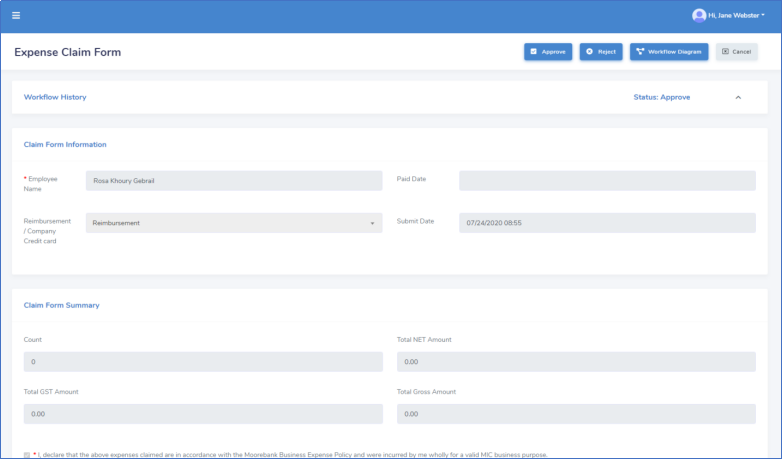 Hi, Jane Webster
Expense Claim Form
Approve
Reject
Workflow Diagram
Cancel
Workflow History
Status: Approve
Claim Form Information
* Employee
Name
Rosa Khoury Gebrail
Paid Date
Reimbursement
/ Company
Credit card
Reimbursement
Submit Date
07/24/2020 08:55
Claim Form Summary
Count
Total NET Amount
0
0.00
Total GST Amount
Total Gross Amount
0.00
0.00
* I, declare that the above expenses claimed are in accordance with the Moorebank Business Expense Policy and were incurred by me wholly for a valid MIC business purpose.